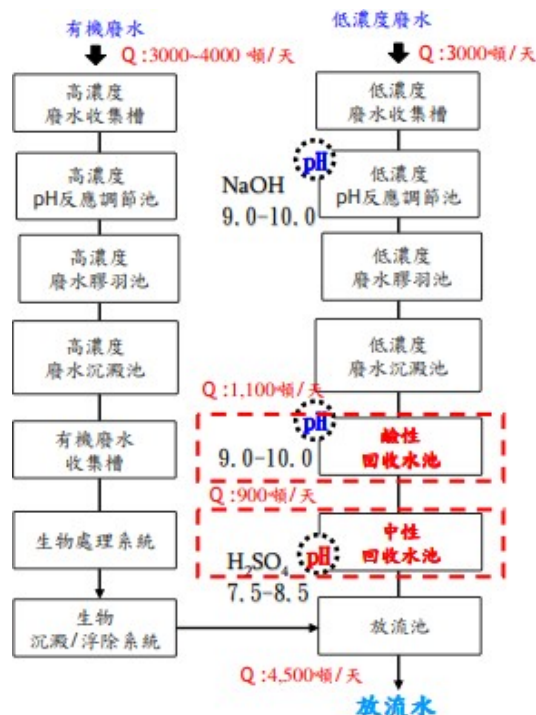 有機廢水
Q:3000~4000 噸/天
高濃度
廢水收集槽
高濃度
pH反應調節池
高濃度
廢水膠羽池
高濃度
廢水沉澱池
有機廢水
收集槽
生物處理系統
生物
沉澱/浮除系統
低濃度廢水
Q:3000噸/天
低濃度
廢水收集槽
pH
NaOH
9.0-10.0
低濃度
pH反應調節池
低濃度
廢水膠羽池
低濃度
廢水沉澱池
Q:1,100噸/天
pH
9.0-10.0
鹼性
回收水池
Q:900噸/天
中性
回收水池
H₂SO₄
pH
7.5-8.5
放流池
Q:4,500噸/天
放流水